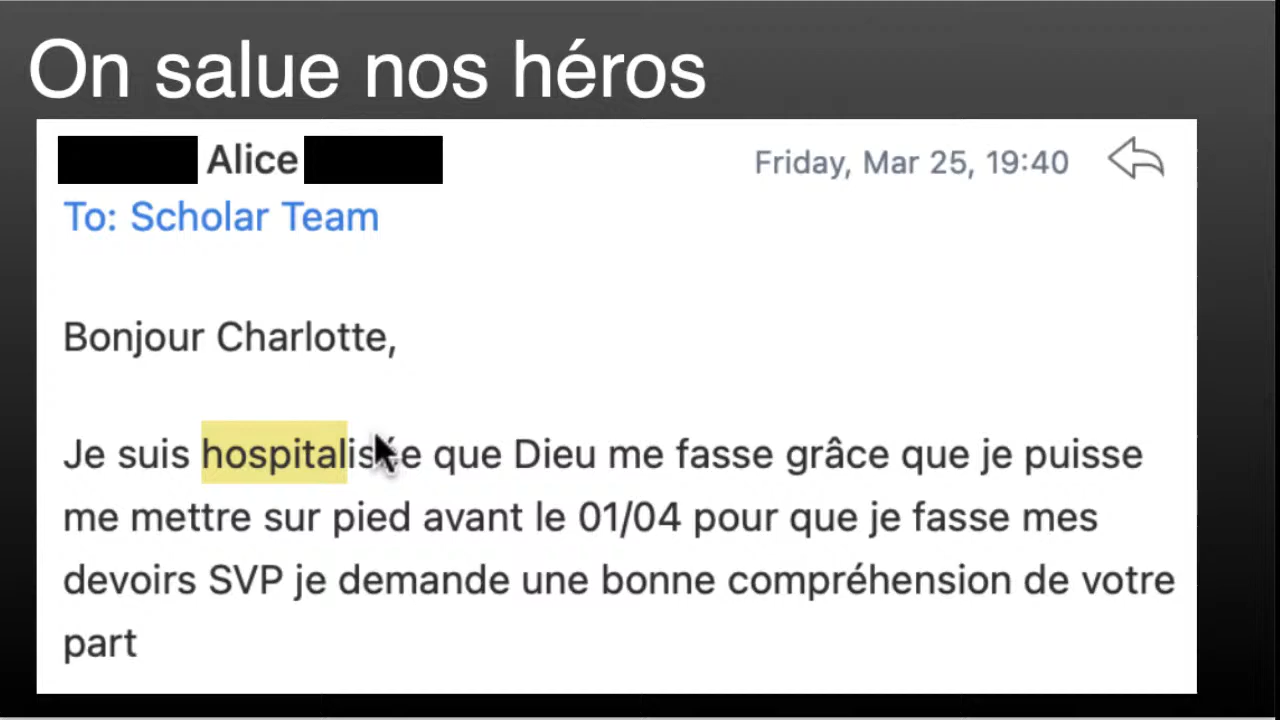 On salue nos héros
Alice
Friday, Mar 25, 19:40
To: Scholar Team
Bonjour Charlotte,
Je suis hospitalisée que Dieu me fasse grâce que je puisse
me mettre sur pied avant le 01/04 pour que je fasse mes
devoirs SVP je demande une bonne compréhension de votre
part